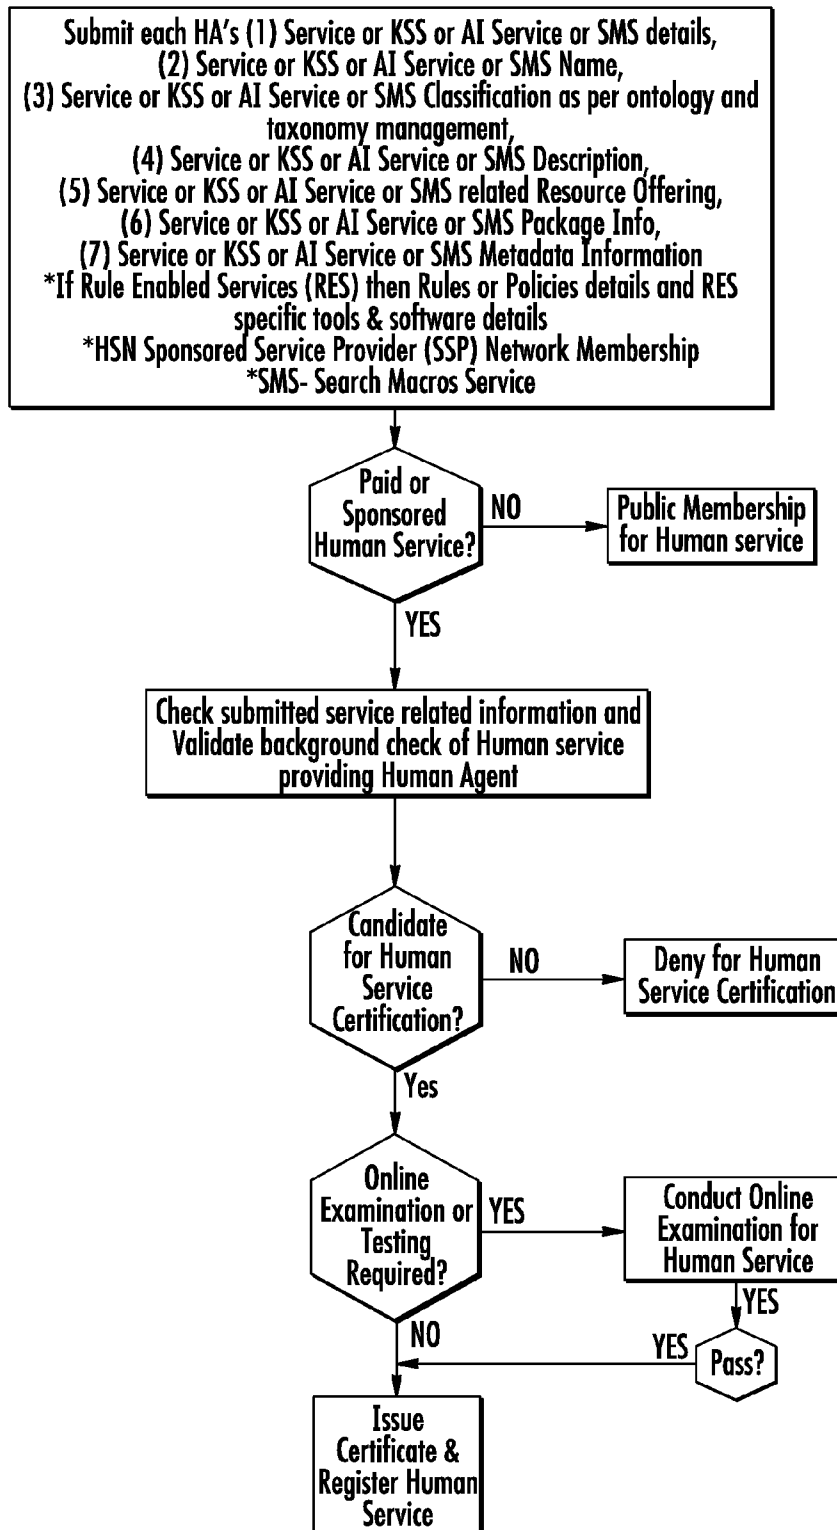 Submit each HA's (1) Service or KSS or AI Service or SMS details,
(2) Service or KSS or AI Service or SMS Name,
(3) Service or KSS or AI Service or SMS Classification as per ontology and
taxonomy management,
(4) Service or KSS or AI Service or SMS Description,
(5) Service or KSS or AI Service or SMS related Resource Offering,
(6) Service or KSS or AI Service or SMS Package Info,
(7) Service or KSS or AI Service or SMS Metadata Information
*If Rule Enabled Services (RES) then Rules or Policies details and RES
specific tools & software details
*HSN Sponsored Service Provider (SSP) Network Membership
*SMS- Search Macros Service
Paid or
Sponsored
Human Service?
NO
Public Membership
for Human service
YES
Check submitted service related information and
Validate background check of Human service
providing Human Agent
Candidate
for Human
Service
Certification?
NO
Deny for Human
Service Certification
Yes
Online
Examination or
Testing
Required?
YES
Conduct Online
Examination for
Human Service
YES
NO
YES
Pass?
Issue
Certificate &
Register Human
Service